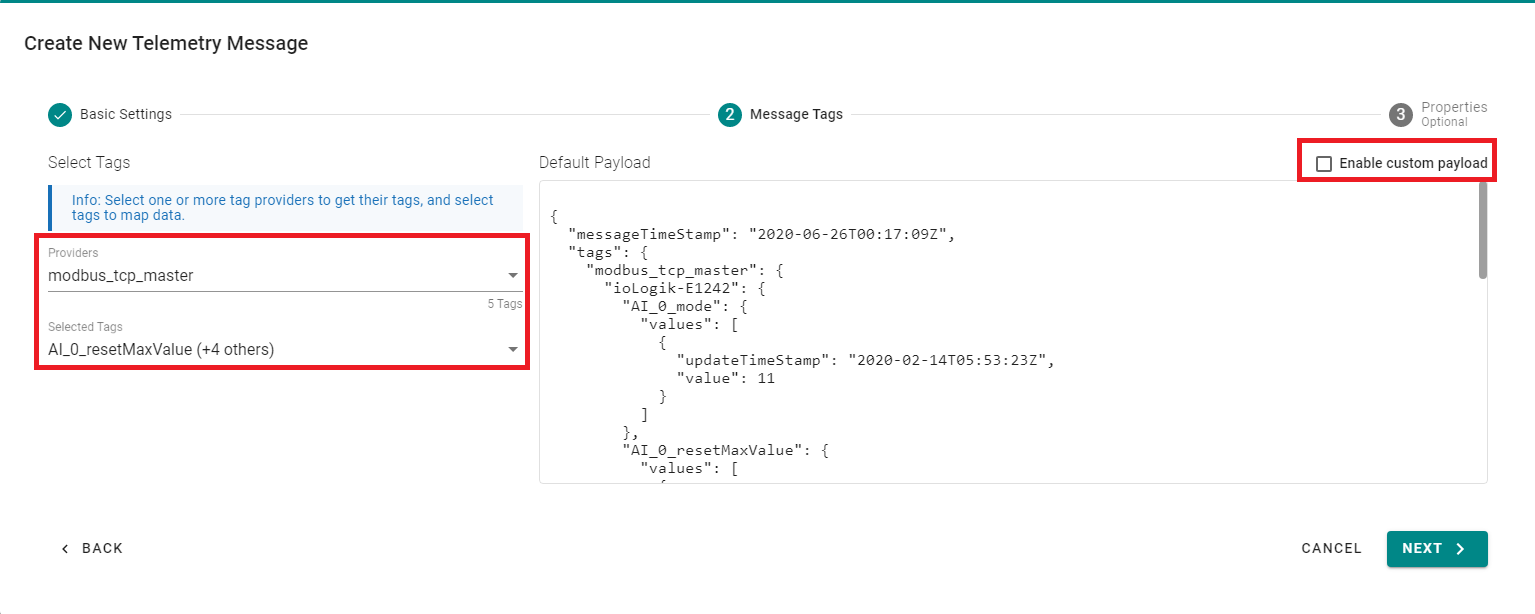 Create New Telemetry Message
Basic Settings
2 Message Tags
3 Properties
Optional
Select Tags
Info: Select one or more tag providers to get their tags, and select
tags to map data.
Providers
modbus_tcp_master
5 Tags
Selected Tags
AI_0_resetMaxValue (+4 others)
Default Payload
Enable custom payload
{
"messageTimeStamp": "2020-06-26T00:17:09Z",
"tags": {
"modbus_tcp_master": {
"ioLogik-E1242": {
"AI_0_mode": {
"values": [
{
"updateTimeStamp": "2020-02-14T05:53:23Z",
"value": 11
}
]
},
"AI_0_resetMaxValue": {
"values": [
{
BACK
CANCEL
NEXT